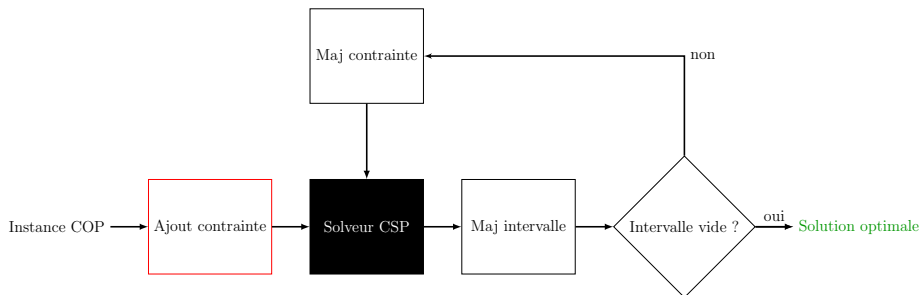 Maj contrainte
non
Instance COP
Ajout contrainte
Solveur CSP
Maj intervalle
Intervalle vide ?
oui
Solution optimale